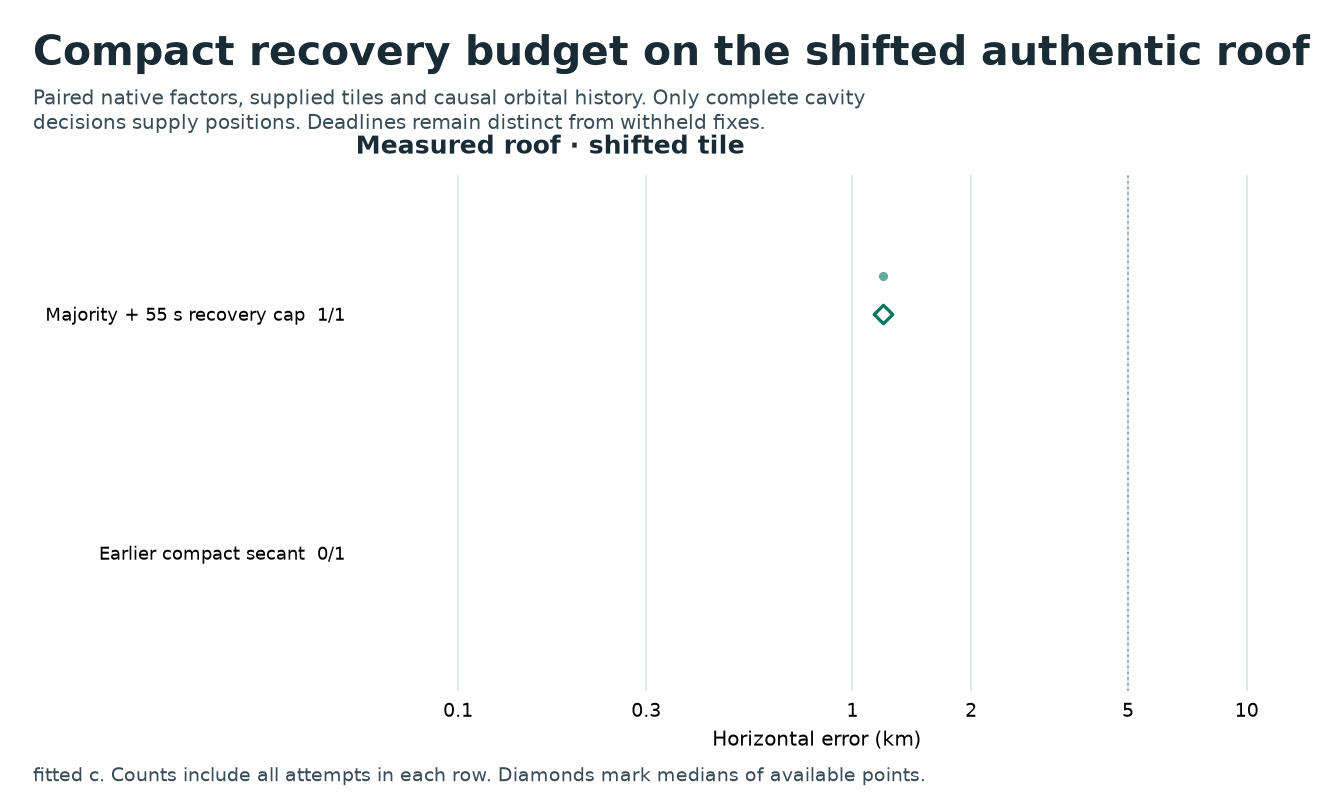 Compact recovery budget on the shifted authentic roof
Paired native factors, supplied tiles and causal orbital history. Only complete cavity
decisions supply positions. Deadlines remain distinct from withheld fixes.
Measured roof · shifted tile
Majority + 55 s recovery cap 1/1
Earlier compact secant 0/1
0.1 0.3 1 2 5 10
Horizontal error (km)
fitted c. Counts include all attempts in each row. Diamonds mark medians of available points.